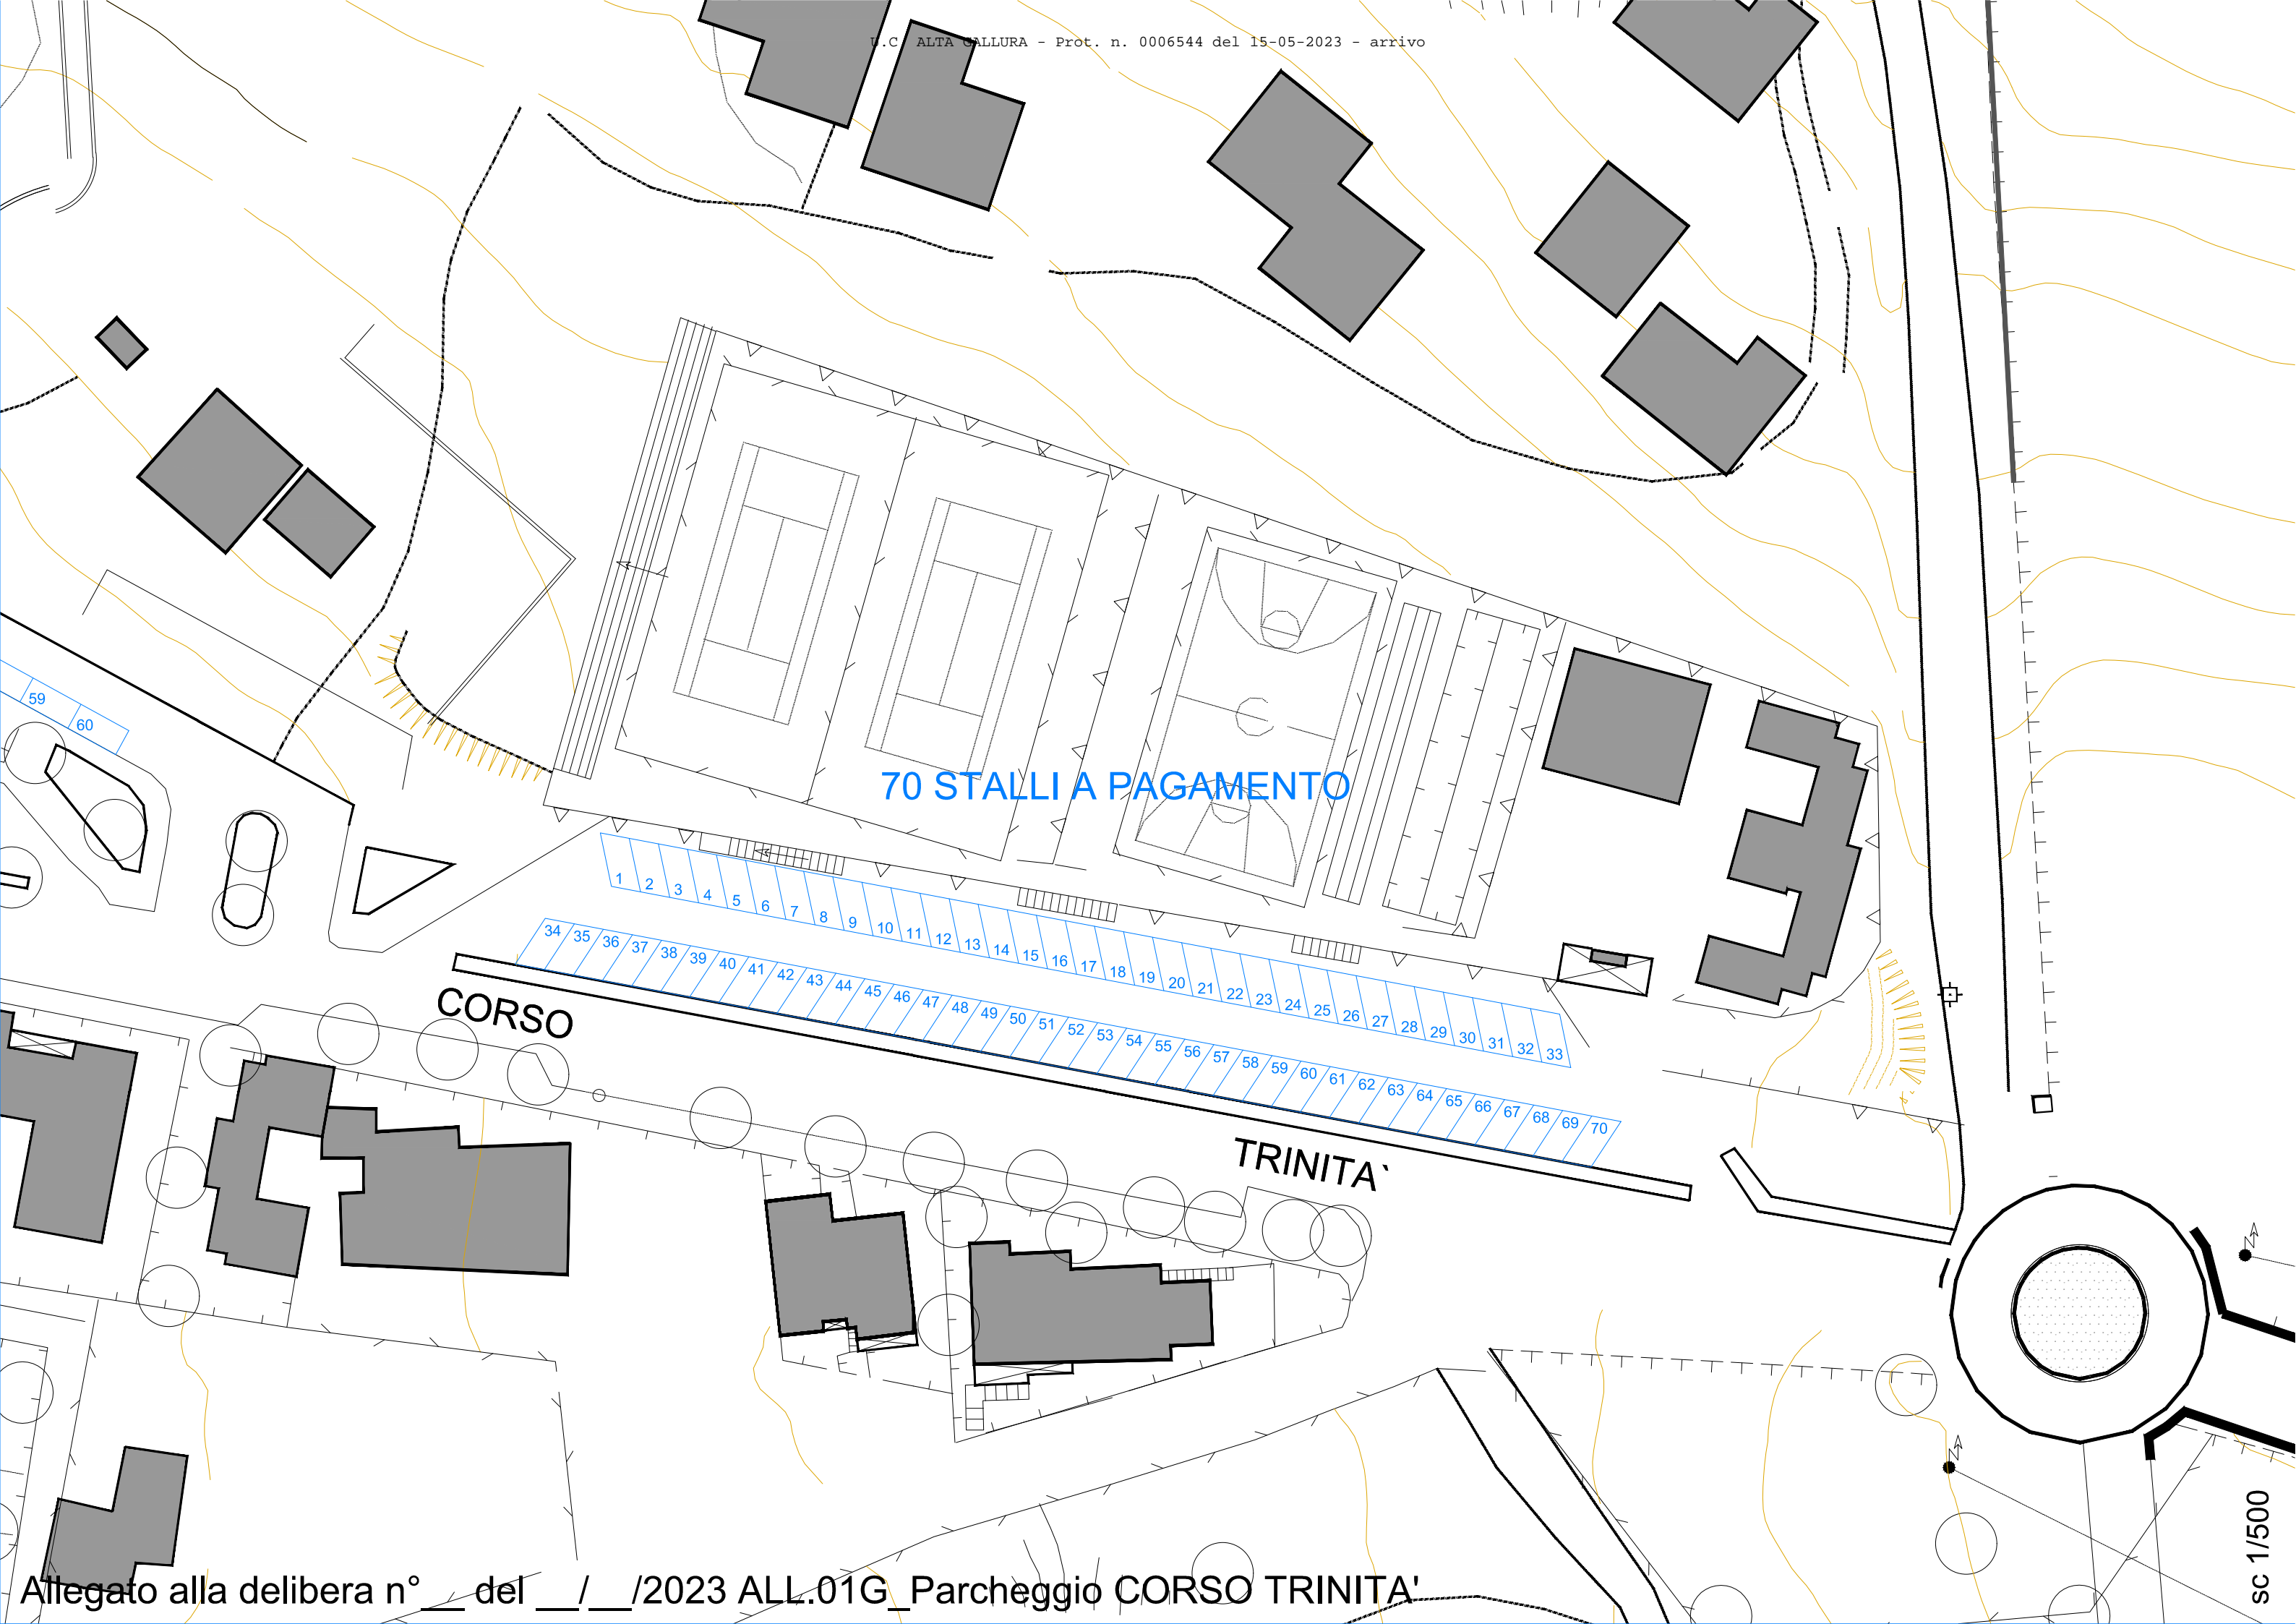 U.C. ALTA GALLURA - Prot. n. 0006544 del 15-05-2023 - arrivo
59
60
70 STALLI A PAGAMENTO
1 2 3 4 5 6 7 8 9 10 11 12 13 14 15 16 17 18 19 20 21 22 23 24 25 26 27 28 29 30 31 32 33
34 35 36 37 38 39 40 41 42 43 44 45 46 47 48 49 50 51 52 53 54 55 56 57 58 59 60 61 62 63 64 65 66 67 68 69 70
CORSO
TRINITA`
N
N
sc 1/500
Allegato alla delibera n°__ del __/__/2023 ALL.01G_Parcheggio CORSO TRINITA'